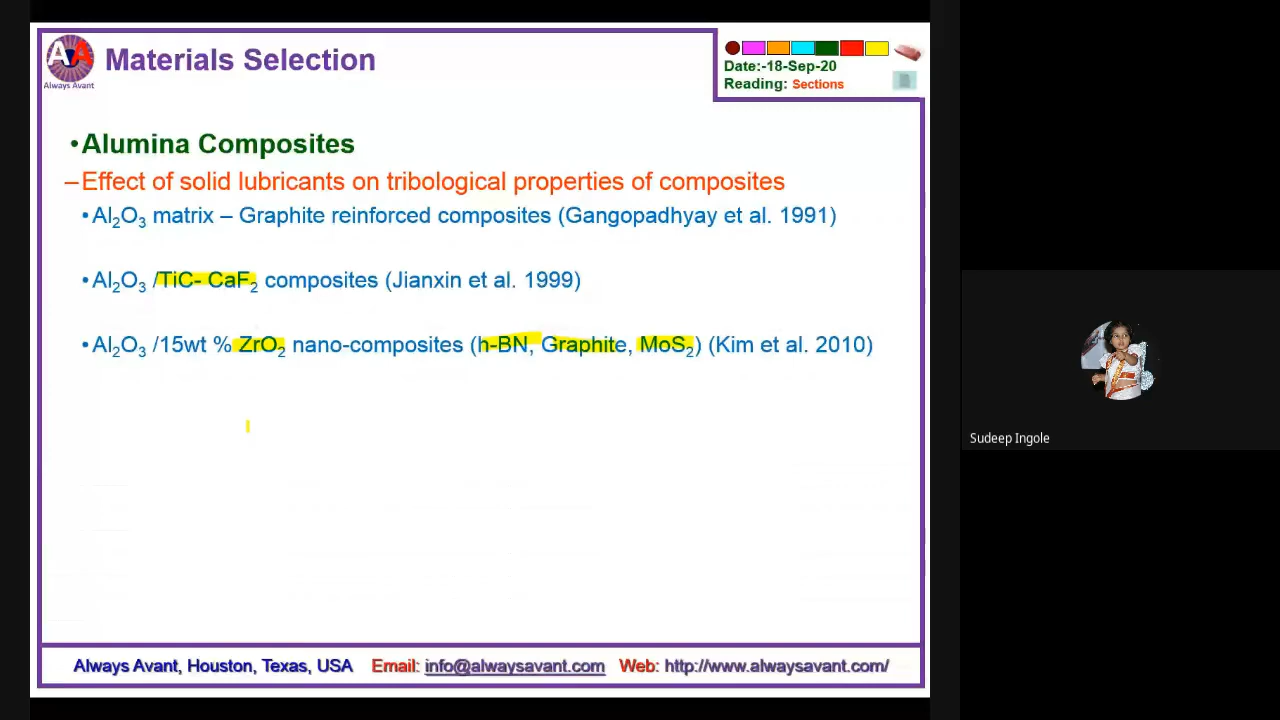 AvA
Always Avant
Materials Selection
Date:-18-Sep-20
Reading: Sections
•Alumina Composites
–Effect of solid lubricants on tribological properties of composites
•Al₂O₃ matrix – Graphite reinforced composites (Gangopadhyay et al. 1991)
•Al₂O₃ /TiC- CaF₂ composites (Jianxin et al. 1999)
•Al₂O₃ /15wt % ZrO₂ nano-composites (h-BN, Graphite, MoS₂) (Kim et al. 2010)
Always Avant, Houston, Texas, USA Email: info@alwaysavant.com Web: http://www.alwaysavant.com/
Sudeep Ingole